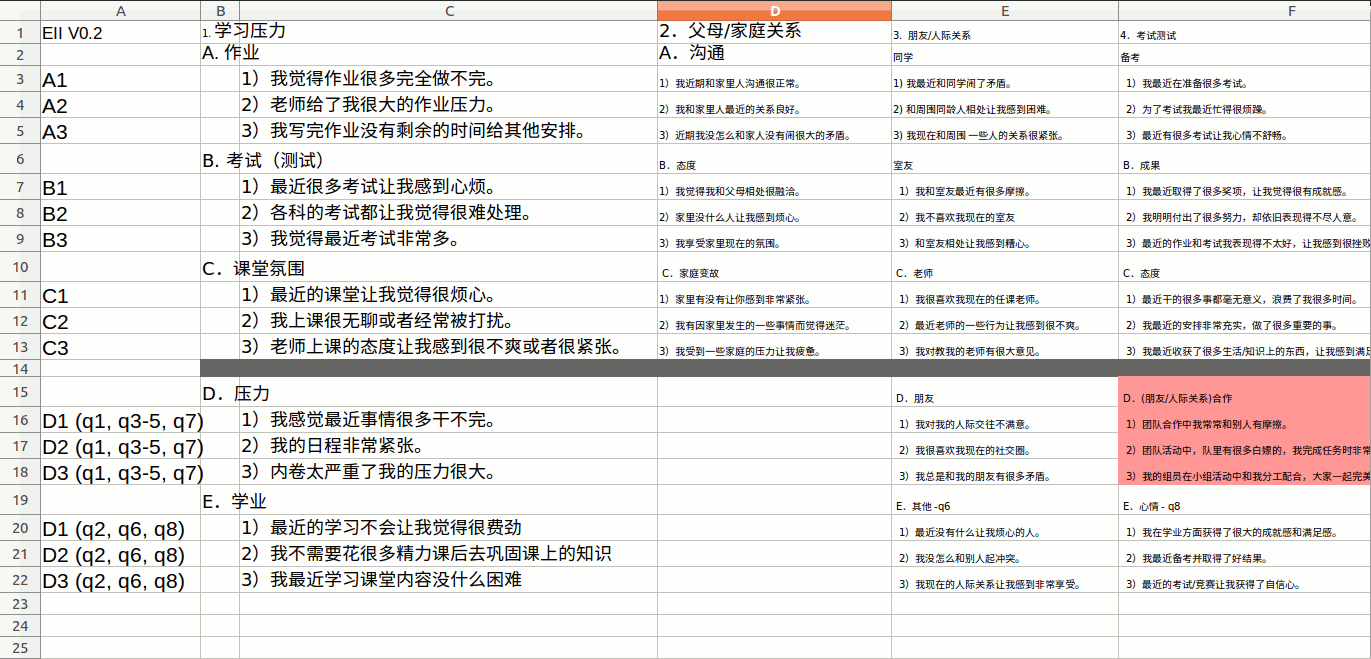 A B C D E F
1 EII V0.2 1. 学习压力 2．父母/家庭关系 3. 朋友/人际关系 4．考试测试
2 A. 作业 A．沟通 同学 备考
3 A1 1）我觉得作业很多完全做不完。 1）我近期和家里人沟通很正常。 1) 我最近和同学闹了矛盾。 1）我最近在准备很多考试。
4 A2 2）老师给了我很大的作业压力。 2）我和家里人最近的关系良好。 2) 和周围同龄人相处让我感到困难。 2）为了考试我最近忙得很烦躁。
5 A3 3）我写完作业没有剩余的时间给其他安排。 3）近期我没怎么和家人没有闹很大的矛盾。 3) 我现在和周围 一些人的关系很紧张。 3）最近有很多考试让我心情不舒畅。
6 B. 考试（测试） B．态度 室友 B．成果
7 B1 1）最近很多考试让我感到心烦。 1）我觉得我和父母相处很融洽。 1）我和室友最近有很多摩擦。 1）我最近取得了很多奖项，让我觉得很有成就感。
8 B2 2）各科的考试都让我觉得很难处理。 2）家里没什么人让我感到烦心。 2）我不喜欢我现在的室友 2）我明明付出了很多努力，却依旧表现得不尽人意。
9 B3 3）我觉得最近考试非常多。 3）我享受家里现在的氛围。 3）和室友相处让我感到糟心。 3）最近的作业和考试我表现得不太好，让我感到很挫败
10 C．课堂氛围 C．家庭变故 C．老师 C．态度
11 C1 1）最近的课堂让我觉得很烦心。 1）家里有没有让你感到非常紧张。 1）我很喜欢我现在的任课老师。 1）最近干的很多事都毫无意义，浪费了我很多时间。
12 C2 2）我上课很无聊或者经常被打扰。 2）我有因家里发生的一些事情而觉得迷茫。 2）最近老师的一些行为让我感到很不爽。 2）我最近的安排非常充实，做了很多重要的事。
13 C3 3）老师上课的态度让我感到很不爽或者很紧张。 3）我受到一些家庭的压力让我疲惫。 3）我对教我的老师有很大意见。 3）我最近收获了很多生活/知识上的东西，让我感到满足
14
15 D．压力 D．朋友 D．(朋友/人际关系)合作
16 D1 (q1, q3-5, q7) 1）我感觉最近事情很多干不完。 1）我对我的人际交往不满意。 1）团队合作中我常常和别人有摩擦。
17 D2 (q1, q3-5, q7) 2）我的日程非常紧张。 2）我很喜欢我现在的社交圈。 2）团队活动中，队里有很多白嫖的，我完成任务时非常
18 D3 (q1, q3-5, q7) 3）内卷太严重了我的压力很大。 3）我总是和我的朋友有很多矛盾。 3）我的组员在小组活动中和我分工配合，大家一起完美
19 E．学业 E．其他 -q6 E．心情 - q8
20 D1 (q2, q6, q8) 1）最近的学习不会让我觉得很费劲 1）最近没有什么让我烦心的人。 1）我在学业方面获得了很大的成就感和满足感。
21 D2 (q2, q6, q8) 2）我不需要花很多精力课后去巩固课上的知识 2）我没怎么和别人起冲突。 2）我最近备考并取得了好结果。
22 D3 (q2, q6, q8) 3）我最近学习课堂内容没什么困难 3）我现在的人际关系让我感到非常享受。 3）最近的考试/竞赛让我获得了自信心。
23
24
25